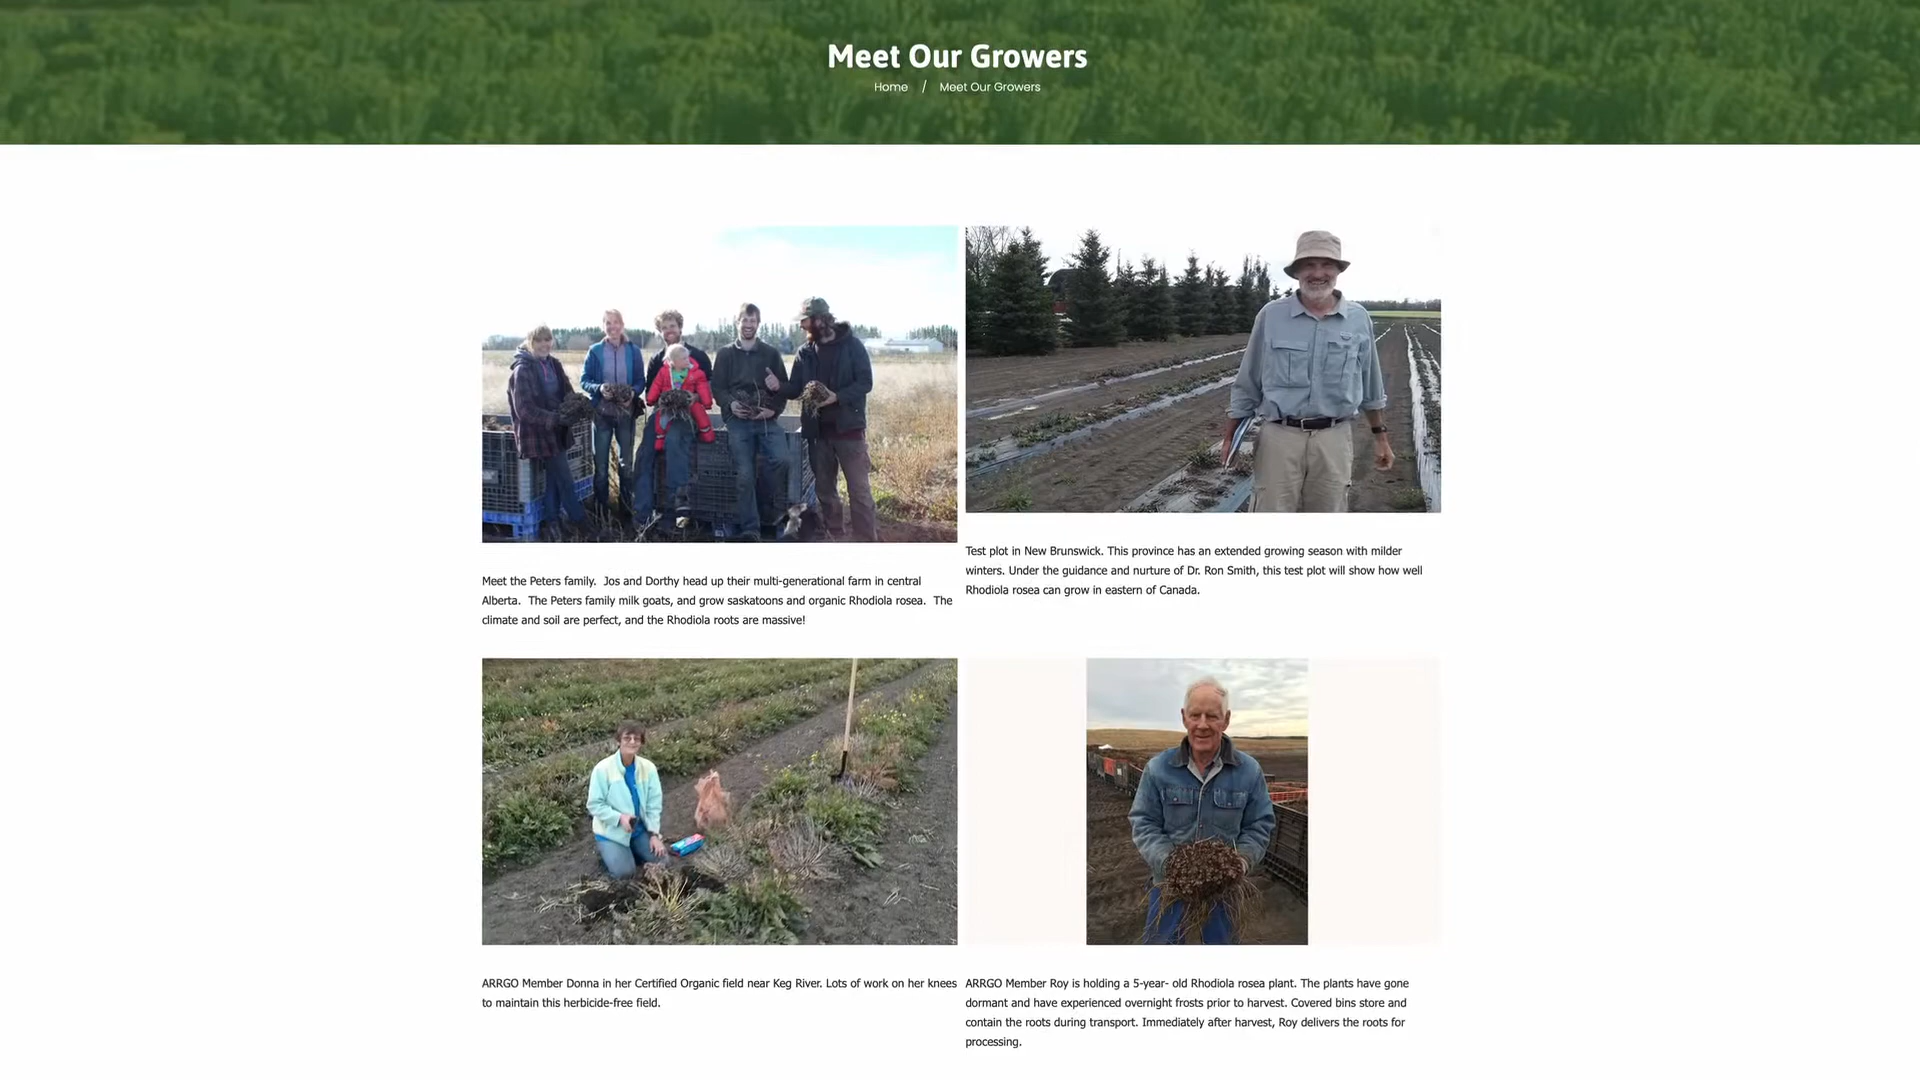 Meet Our Growers
Home / Meet Our Growers
Meet the Peters family. Jos and Dorthy head up their multi-generational farm in central
Alberta. The Peters family milk goats, and grow saskatoons and organic Rhodiola rosea. The
climate and soil are perfect, and the Rhodiola roots are massive!
Test plot in New Brunswick. This province has an extended growing season with milder
winters. Under the guidance and nurture of Dr. Ron Smith, this test plot will show how well
Rhodiola rosea can grow in eastern of Canada.
ARRGO Member Donna in her Certified Organic field near Keg River. Lots of work on her knees
to maintain this herbicide-free field.
ARRGO Member Roy is holding a 5-year- old Rhodiola rosea plant. The plants have gone
dormant and have experienced overnight frosts prior to harvest. Covered bins store and
contain the roots during transport. Immediately after harvest, Roy delivers the roots for
processing.